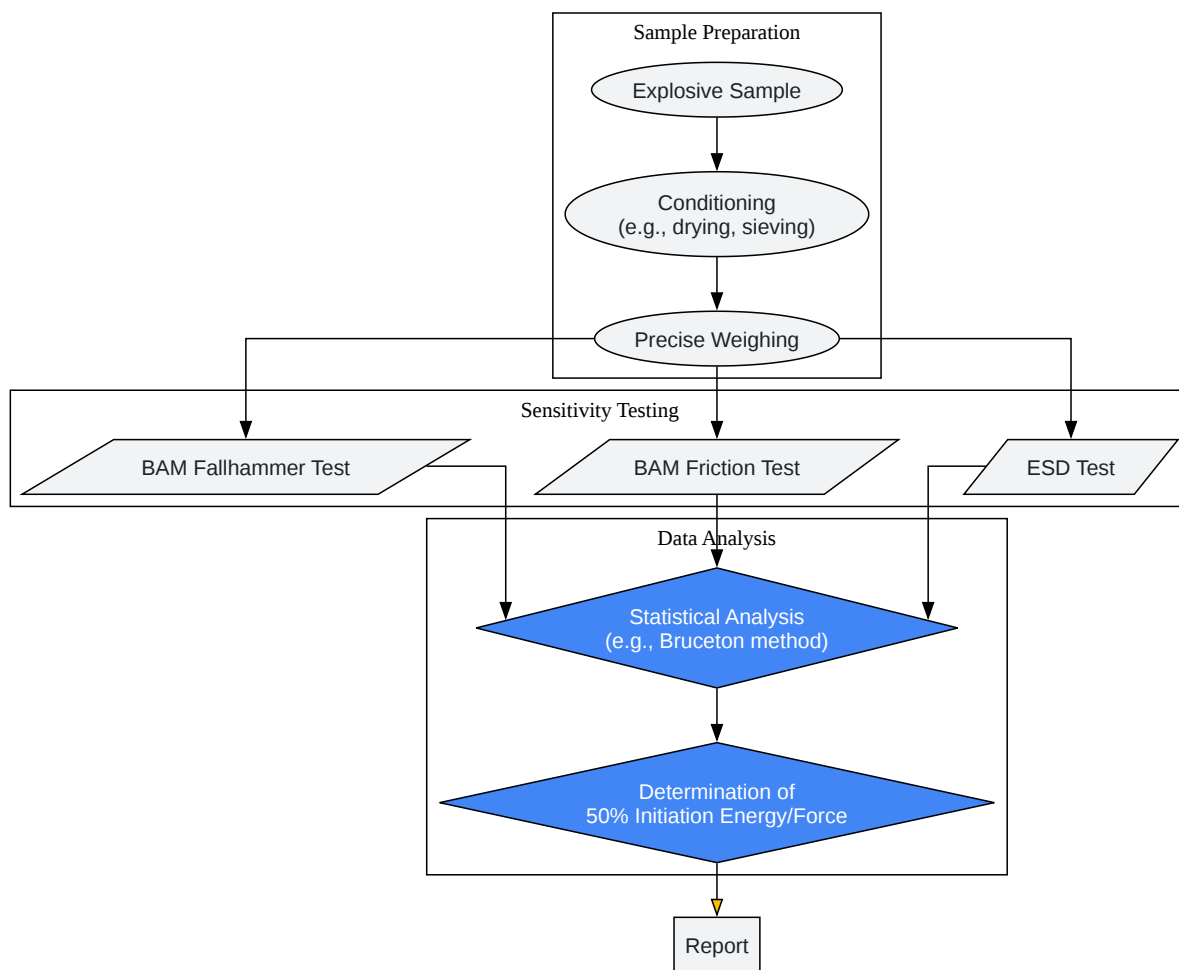 Sample Preparation
Explosive Sample
Conditioning
(e.g., drying, sieving)
Precise Weighing
Sensitivity Testing
BAM Fallhammer Test
BAM Friction Test
ESD Test
Data Analysis
Statistical Analysis
(e.g., Bruceton method)
Determination of
50% Initiation Energy/Force
Report